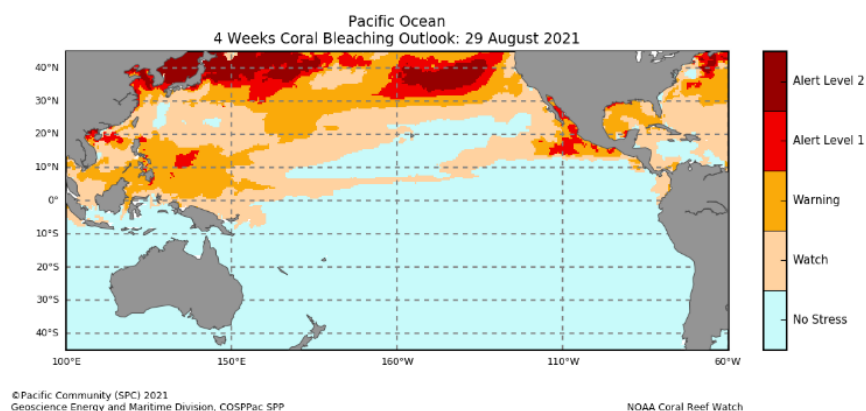 Pacific Ocean
4 Weeks Coral Bleaching Outlook: 29 August 2021
40°N
30°N
20°N
10°N
0°
10°S
20°S
30°S
40°S
100°E
150°E
160°W
110°W
60°W
Alert Level 2
Alert Level 1
Warning
Watch
No Stress
©Pacific Community (SPC) 2021
Geoscience Energy and Maritime Division, COSPPac SPP
NOAA Coral Reef Watch